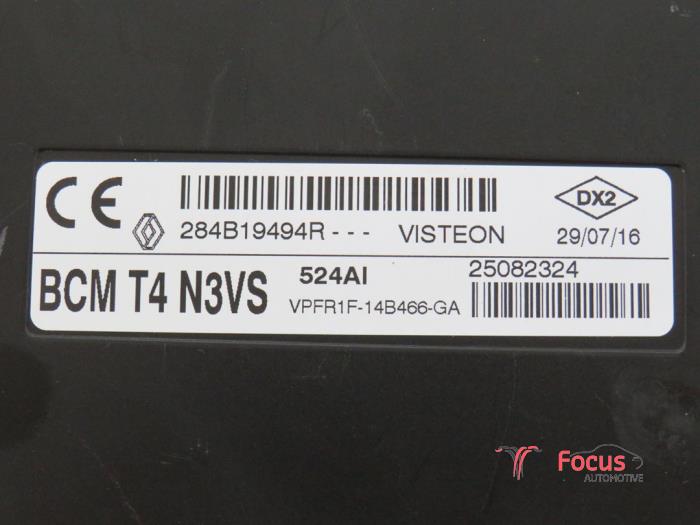 CE
284B19494R---
VISTEON
DX2
29/07/16
BCM T4 N3VS
524AI
VPFR1F-14B466-GA
25082324
Focus
AUTOMOTIVE